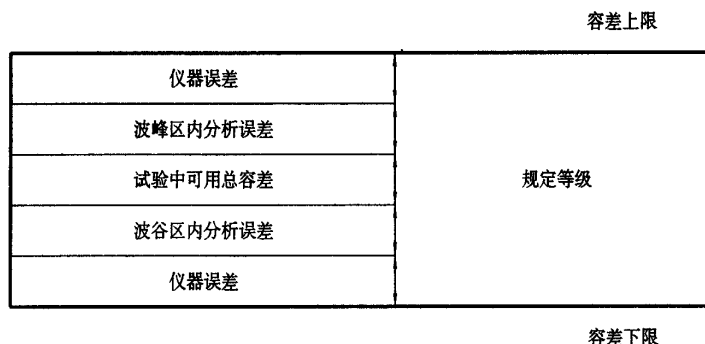 容差上限
仪器误差
波峰区内分析误差
试验中可用总容差
规定等级
波谷区内分析误差
仪器误差
容差下限